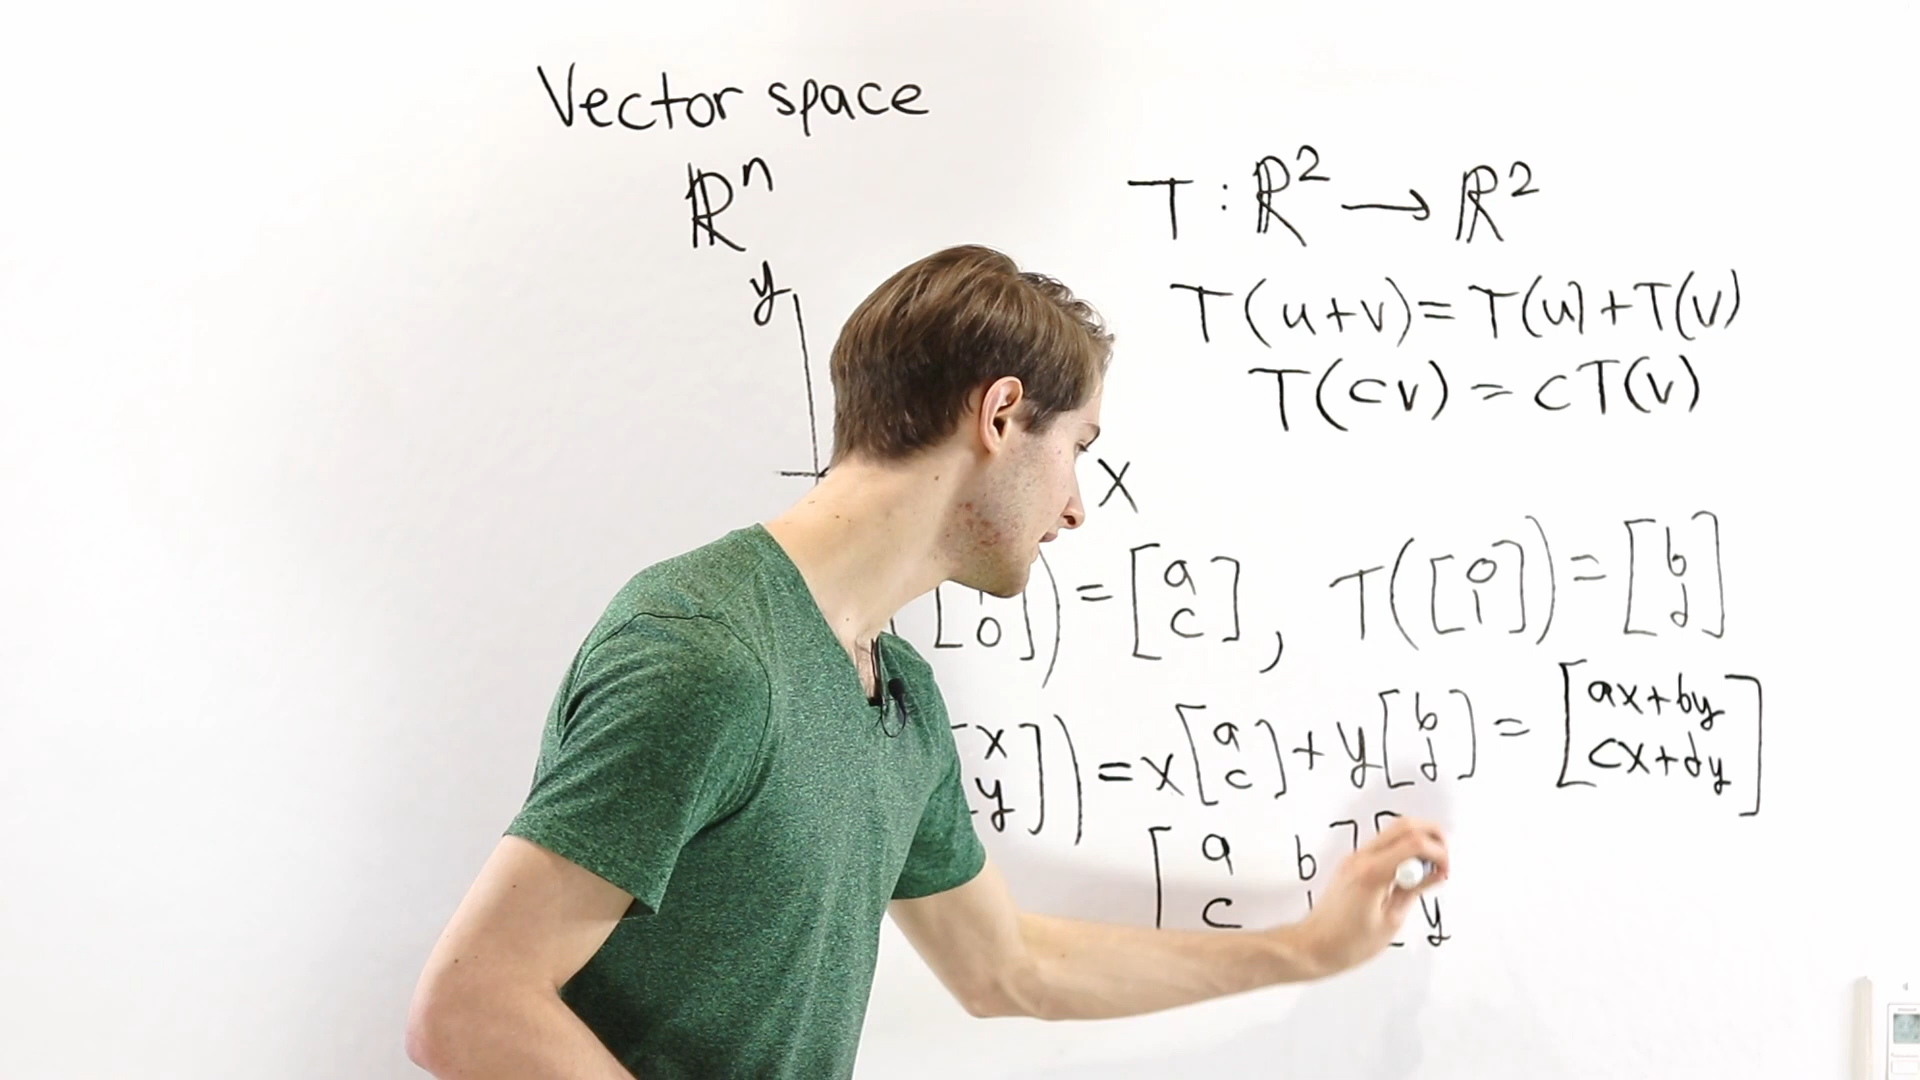 Vector space
ℝⁿ
y
x
T : ℝ² → ℝ²
T(u+v) = T(u) + T(v)
T(cv) = cT(v)
[ 0 ]) = [a c], T([0 1]) = [b d]
[x y]) = x[a c] + y[b d] = [ax+by cx+dy]
[a b
c y